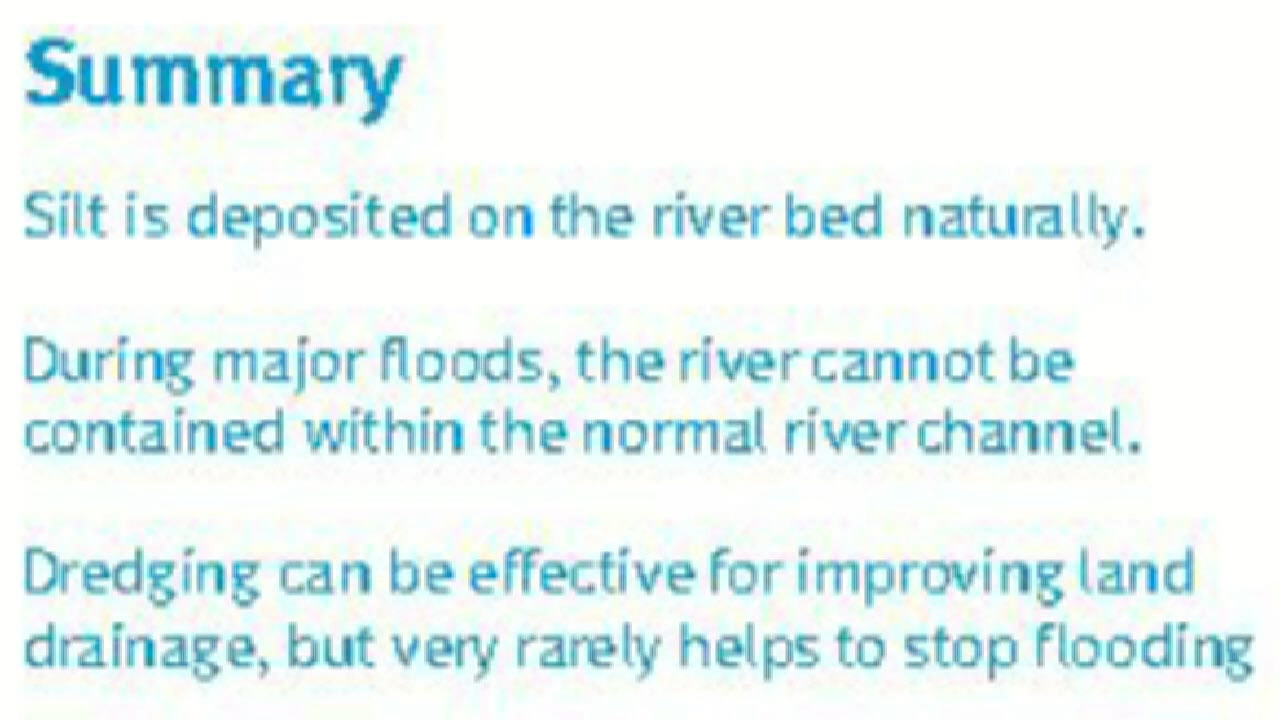 Summary
Silt is deposited on the river bed naturally.
During major floods, the river cannot be
contained within the normal river channel.
Dredging can be effective for improving land
drainage, but very rarely helps to stop flooding